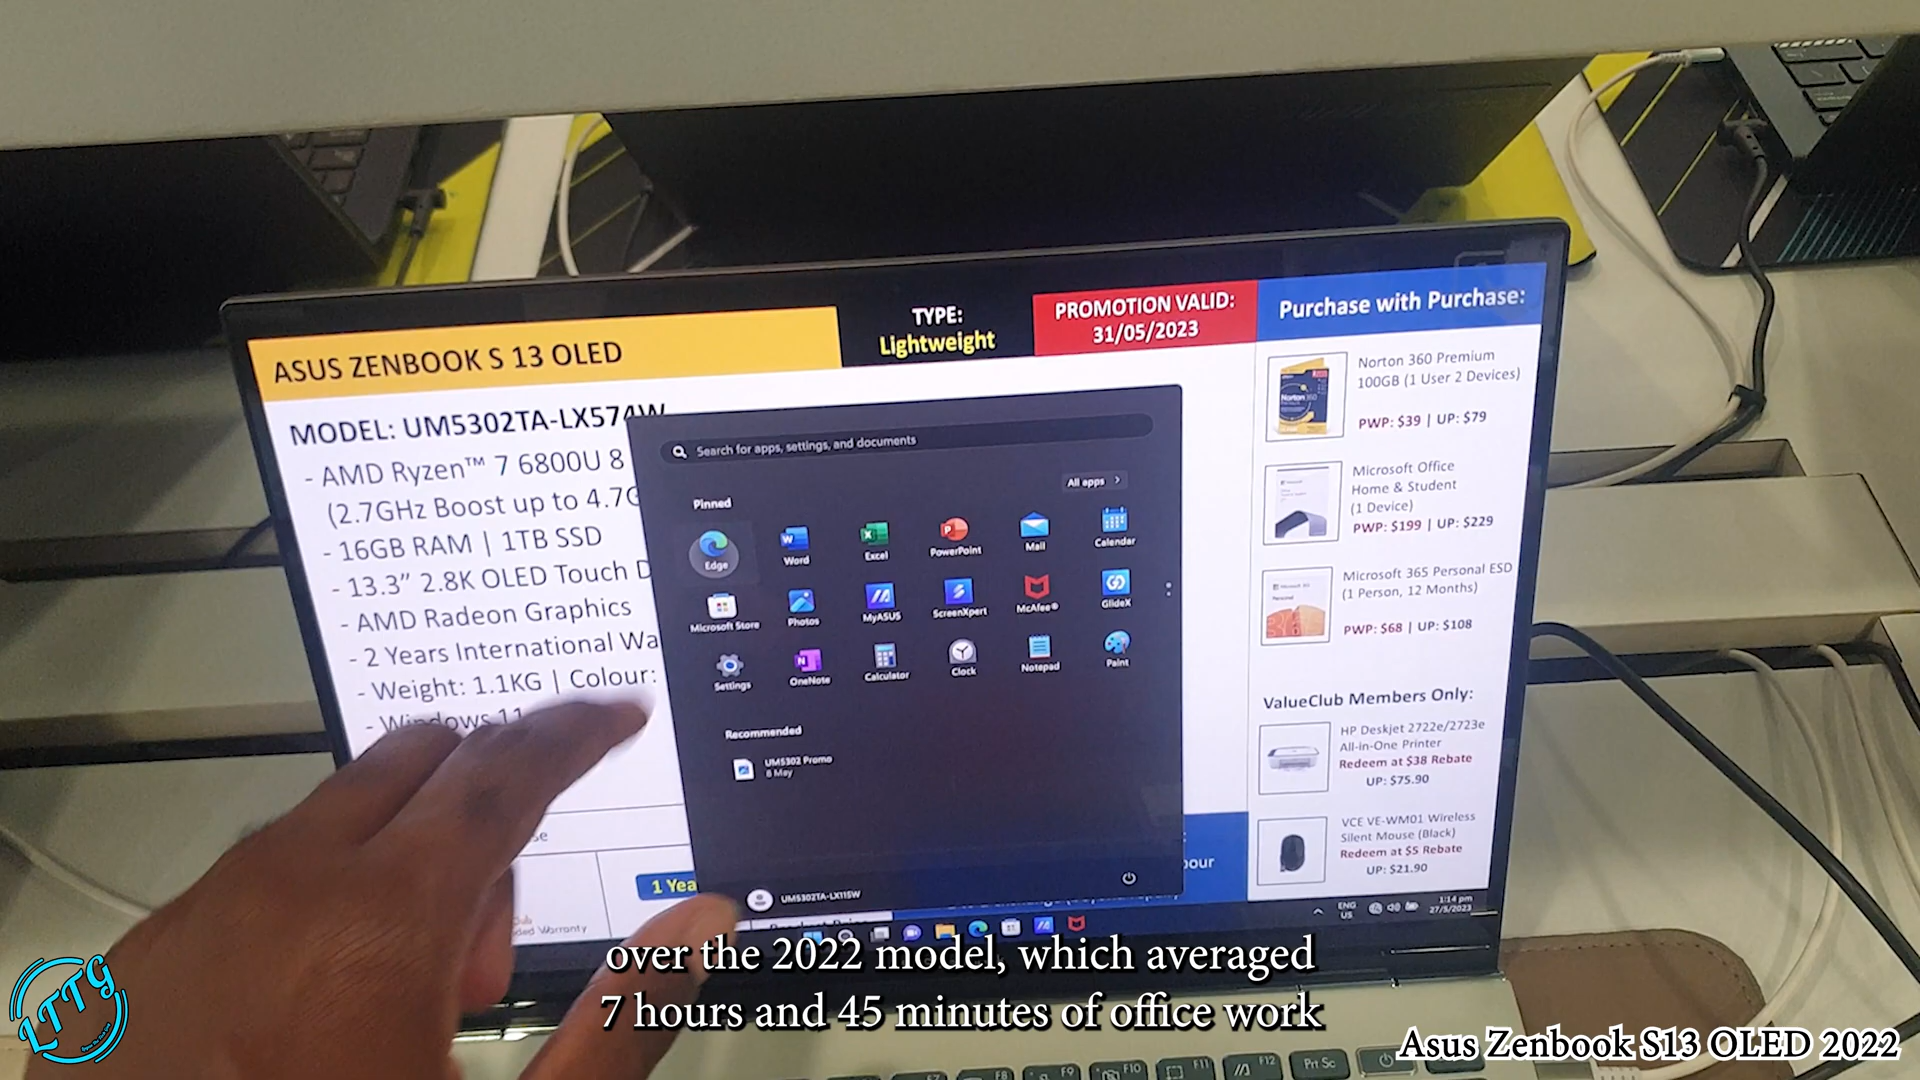 ASUS ZENBOOK S 13 OLED
TYPE:
Lightweight
PROMOTION VALID:
31/05/2023
Purchase with Purchase:
MODEL: UM5302TA-LX574W
- AMD Ryzen™ 7 6800U 8
(2.7GHz Boost up to 4.7G
- 16GB RAM | 1TB SSD
- 13.3” 2.8K OLED Touch D
- AMD Radeon Graphics
- 2 Years International Wa
- Weight: 1.1KG | Colour:
- Windows 11
1 Yea
Search for apps, settings, and documents
All apps >
Pinned
Edge
Word
Excel
PowerPoint
Mail
Calendar
Microsoft Store
Photos
MyASUS
ScreenXpert
McAfee®
GlideX
Settings
OneNote
Calculator
Clock
Notepad
Paint
Recommended
UM5302 Promo
8 May
UM5302TA-LX115W
Norton 360 Premium
100GB (1 User 2 Devices)
PWP: $39 | UP: $79
Microsoft Office
Home & Student
(1 Device)
PWP: $199 | UP: $229
Microsoft 365 Personal ESD
(1 Person, 12 Months)
PWP: $68 | UP: $108
ValueClub Members Only:
HP Deskjet 2722e/2723e
All-in-One Printer
Redeem at $38 Rebate
UP: $75.90
VCE VE-WM01 Wireless
Silent Mouse (Black)
Redeem at $5 Rebate
UP: $21.90
ENG
US
1:14 pm
27/5/2023
over the 2022 model, which averaged
7 hours and 45 minutes of office work
Asus Zenbook S13 OLED 2022
LTTG
F8
F9
F10
F11
F12
Prt Sc